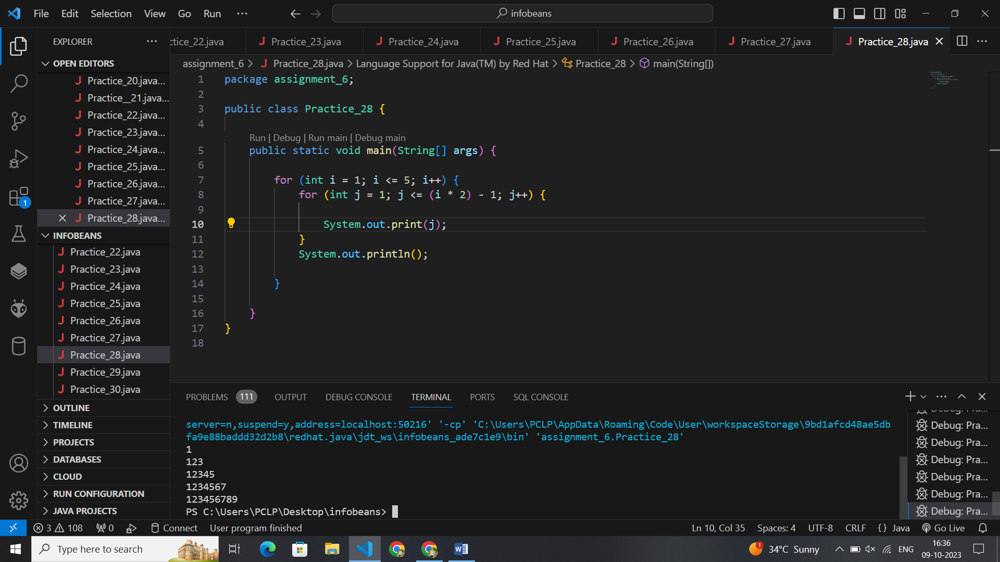 File Edit Selection View Go Run ··· infobeans
EXPLORER ···
ctice_22.java Practice_23.java Practice_24.java Practice_25.java Practice_26.java Practice_27.java Practice_28.java ···
OPEN EDITORS
Practice_20.java...
Practice__21.java...
Practice_22.java...
Practice_23.java...
Practice_24.java...
Practice_25.java...
Practice_26.java...
Practice_27.java...
Practice_28.java...
INFOBEANS
Practice_22.java
Practice_23.java
Practice_24.java
Practice_25.java
Practice_26.java
Practice_27.java
Practice_28.java
Practice_29.java
Practice_30.java
OUTLINE
TIMELINE
PROJECTS
DATABASES
CLOUD
RUN CONFIGURATION
JAVA PROJECTS
1
assignment_6 > Practice_28.java > Language Support for Java(TM) by Red Hat > Practice_28 > main(String[])
1 package assignment_6;
2
3 public class Practice_28 {
4
Run | Debug | Run main | Debug main
5 public static void main(String[] args) {
6
7 for (int i = 1; i <= 5; i++) {
8 for (int j = 1; j <= (i * 2) - 1; j++) {
9
10 System.out.print(j);
11 }
12 System.out.println();
13
14 }
15
16 }
17 }
18
PROBLEMS 111 OUTPUT DEBUG CONSOLE TERMINAL PORTS SQL CONSOLE
server=n,suspend=y,address=localhost:50216' '-cp' 'C:\Users\PCLP\AppData\Roaming\Code\User\workspaceStorage\9bd1afcd48ae5db
fa9e88baddd32d2b8\redhat.java\jdt_ws\infobeans_ade7c1e9\bin' 'assignment_6.Practice_28'
1
123
12345
1234567
123456789
PS C:\Users\PCLP\Desktop\infobeans>
Debug: Pra...
Debug: Pra...
Debug: Pra...
Debug: Pra...
Debug: Pra...
Debug: Pra...
3 108 0 Connect User program finished Ln 10, Col 35 Spaces: 4 UTF-8 CRLF {} Java Go Live
Type here to search 1 34°C Sunny ENG 16:36
09-10-2023